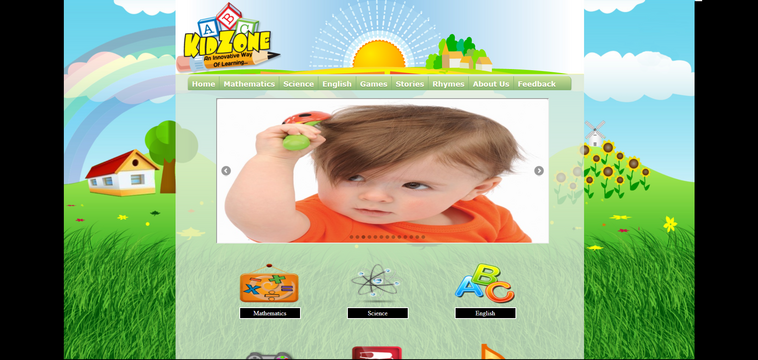 A B C
KidZone
An Innovative Way
Of Learning...
Home Mathematics Science English Games Stories Rhymes About Us Feedback
A B C
Mathematics Science English